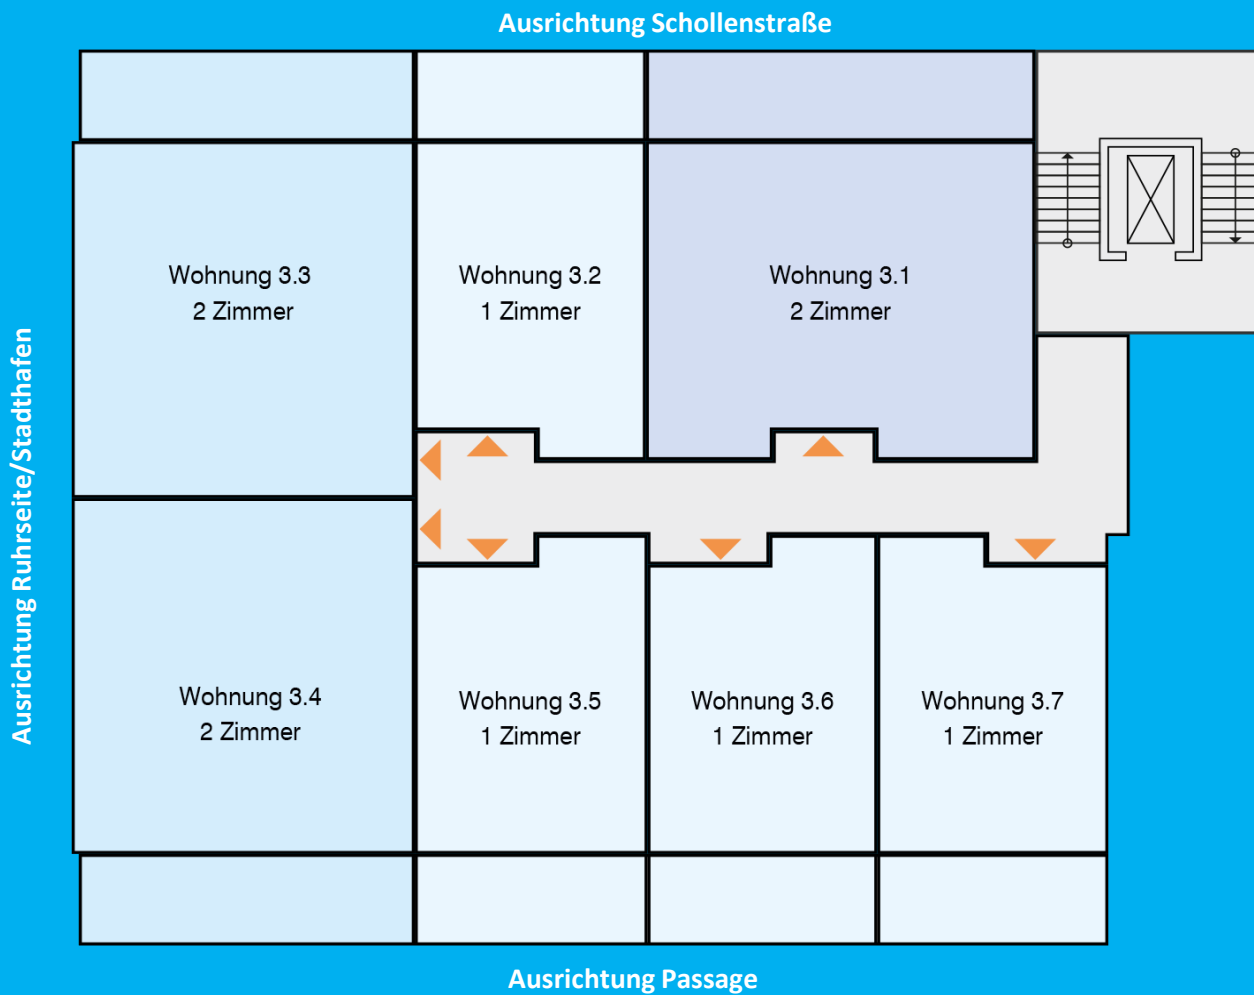 Ausrichtung Schollenstraße
Wohnung 3.3
2 Zimmer
Wohnung 3.2
1 Zimmer
Wohnung 3.1
2 Zimmer
Ausrichtung Ruhrseite/Stadthafen
Wohnung 3.4
2 Zimmer
Wohnung 3.5
1 Zimmer
Wohnung 3.6
1 Zimmer
Wohnung 3.7
1 Zimmer
Ausrichtung Passage